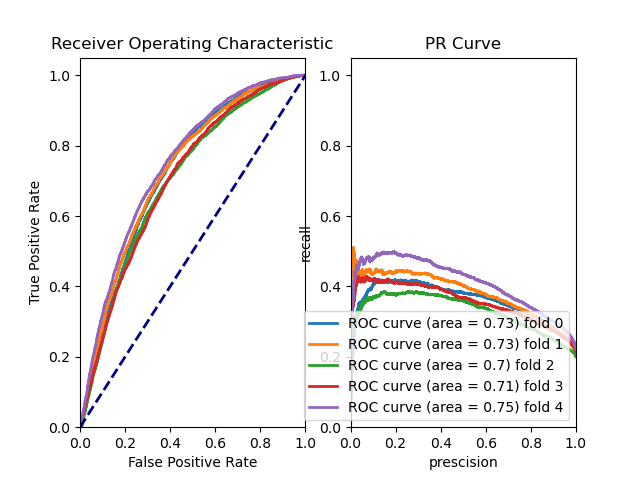 Receiver Operating Characteristic
PR Curve
True Positive Rate
1.0
0.8
0.6
0.4
0.2
0.0
0.0 0.2 0.4 0.6 0.8 1.0
False Positive Rate
recall
1.0
0.8
0.6
0.4
0.2
0.0
ROC curve (area = 0.73) fold 0
ROC curve (area = 0.73) fold 1
ROC curve (area = 0.7) fold 2
ROC curve (area = 0.71) fold 3
ROC curve (area = 0.75) fold 4
0.0 0.2 0.4 0.6 0.8 1.0
prescision